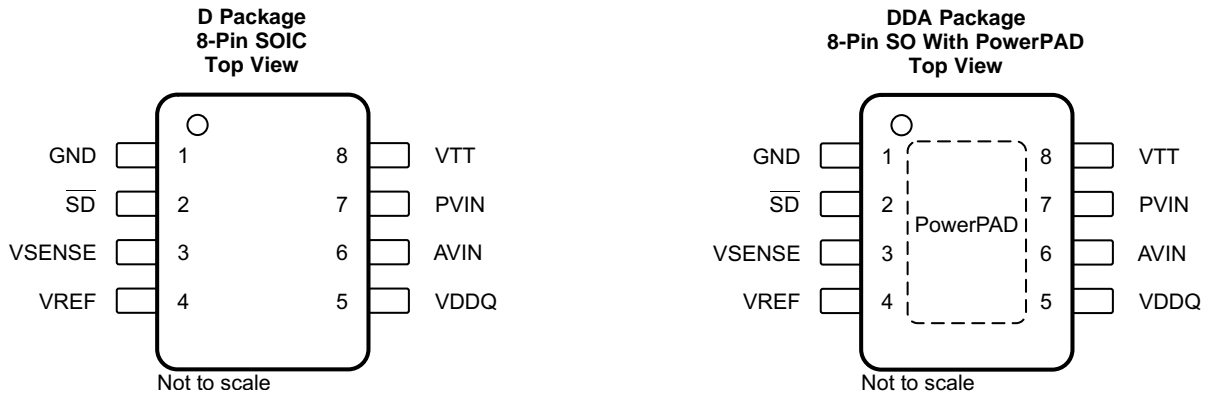 D Package
8-Pin SOIC
Top View
GND 1 8 VTT
S̅D̅ 2 7 PVIN
VSENSE 3 6 AVIN
VREF 4 5 VDDQ
Not to scale
DDA Package
8-Pin SO With PowerPAD
Top View
GND 1 8 VTT
S̅D̅ 2 7 PVIN
PowerPAD
VSENSE 3 6 AVIN
VREF 4 5 VDDQ
Not to scale